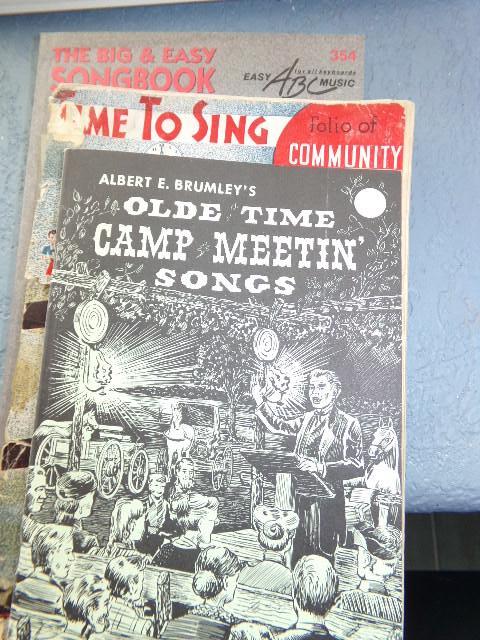 THE BIG & EASY
SONGBOOK
354
EASY ABC MUSIC
for all keyboards
TIME TO SING
Folio of
COMMUNITY
ALBERT E. BRUMLEY'S
OLDE TIME
CAMP MEETIN'
SONGS